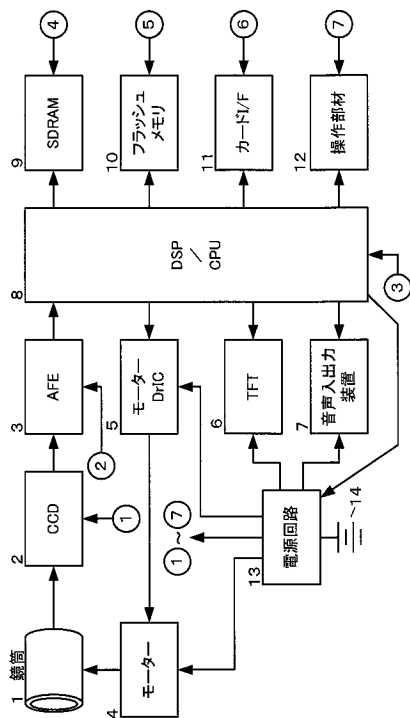 1
鏡筒
2
CCD
①
3
AFE
②
8
DSP
／
CPU
③
9
SDRAM
④
10
フラッシュ
メモリ
⑤
11
カードI/F
⑥
12
操作部材
⑦
4
モーター
5
モーター
DrIC
6
TFT
7
音声入出力
装置
①～⑦
13
電源回路
14